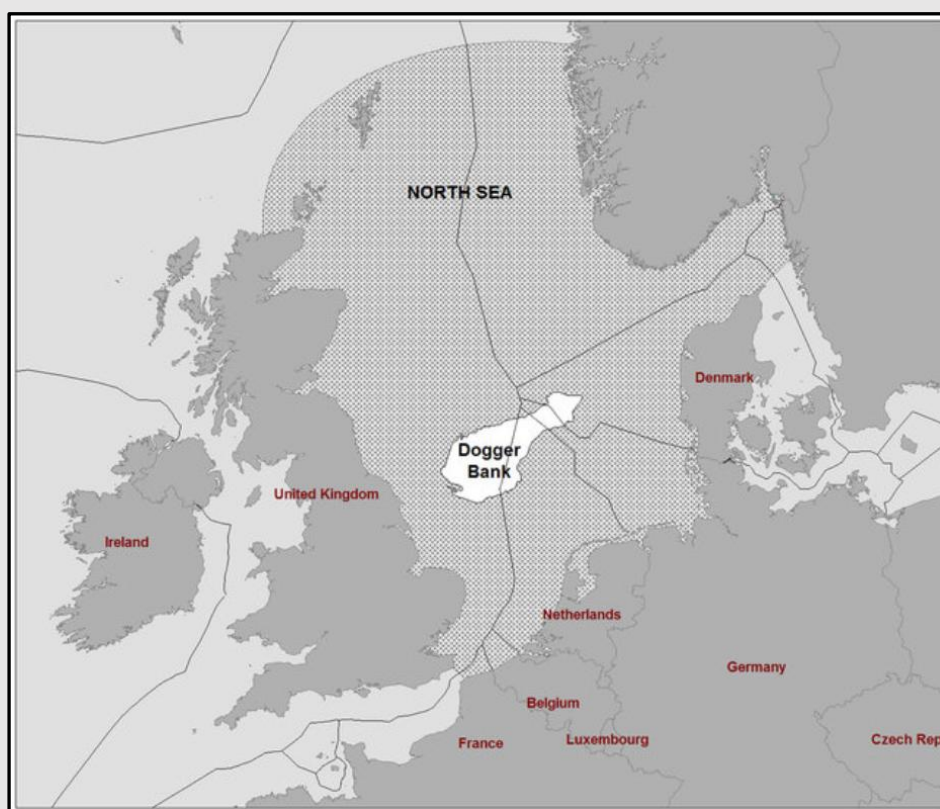 NORTH SEA
Denmark
Dogger
Bank
United Kingdom
Ireland
Netherlands
Germany
Belgium
France
Luxembourg
Czech Rep